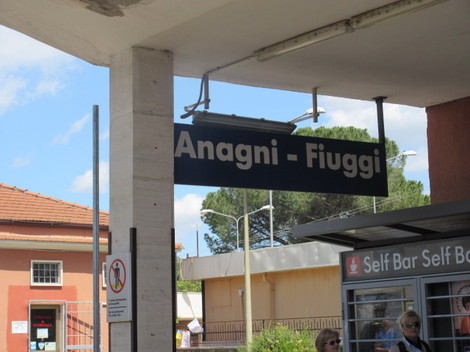 Anagni - Fiuggi
Self Bar Self Ba